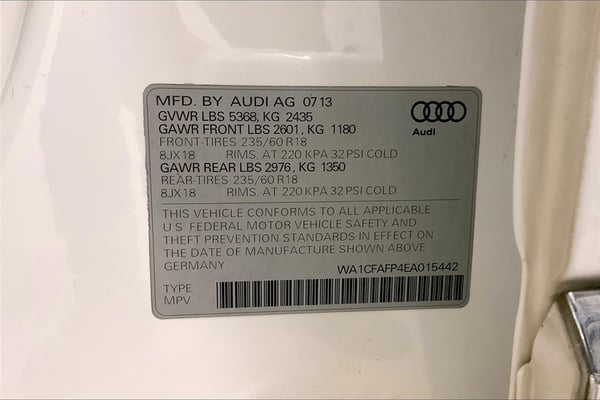 MFD. BY AUDI AG 07 13
GVWR LBS 5368, KG 2435
GAWR FRONT LBS 2601, KG 1180
FRONT-TIRES 235/60 R18
8JX18 RIMS, AT 220 KPA 32 PSI COLD
GAWR REAR LBS 2976, KG 1350
REAR-TIRES 235/60 R18
8JX18 RIMS, AT 220 KPA 32 PSI COLD
Audi
THIS VEHICLE CONFORMS TO ALL APPLICABLE
U.S. FEDERAL MOTOR VEHICLE SAFETY AND
THEFT PREVENTION STANDARDS IN EFFECT ON
THE DATE OF MANUFACTURE SHOWN ABOVE
GERMANY WA1CFAFP4EA015442
TYPE
MPV